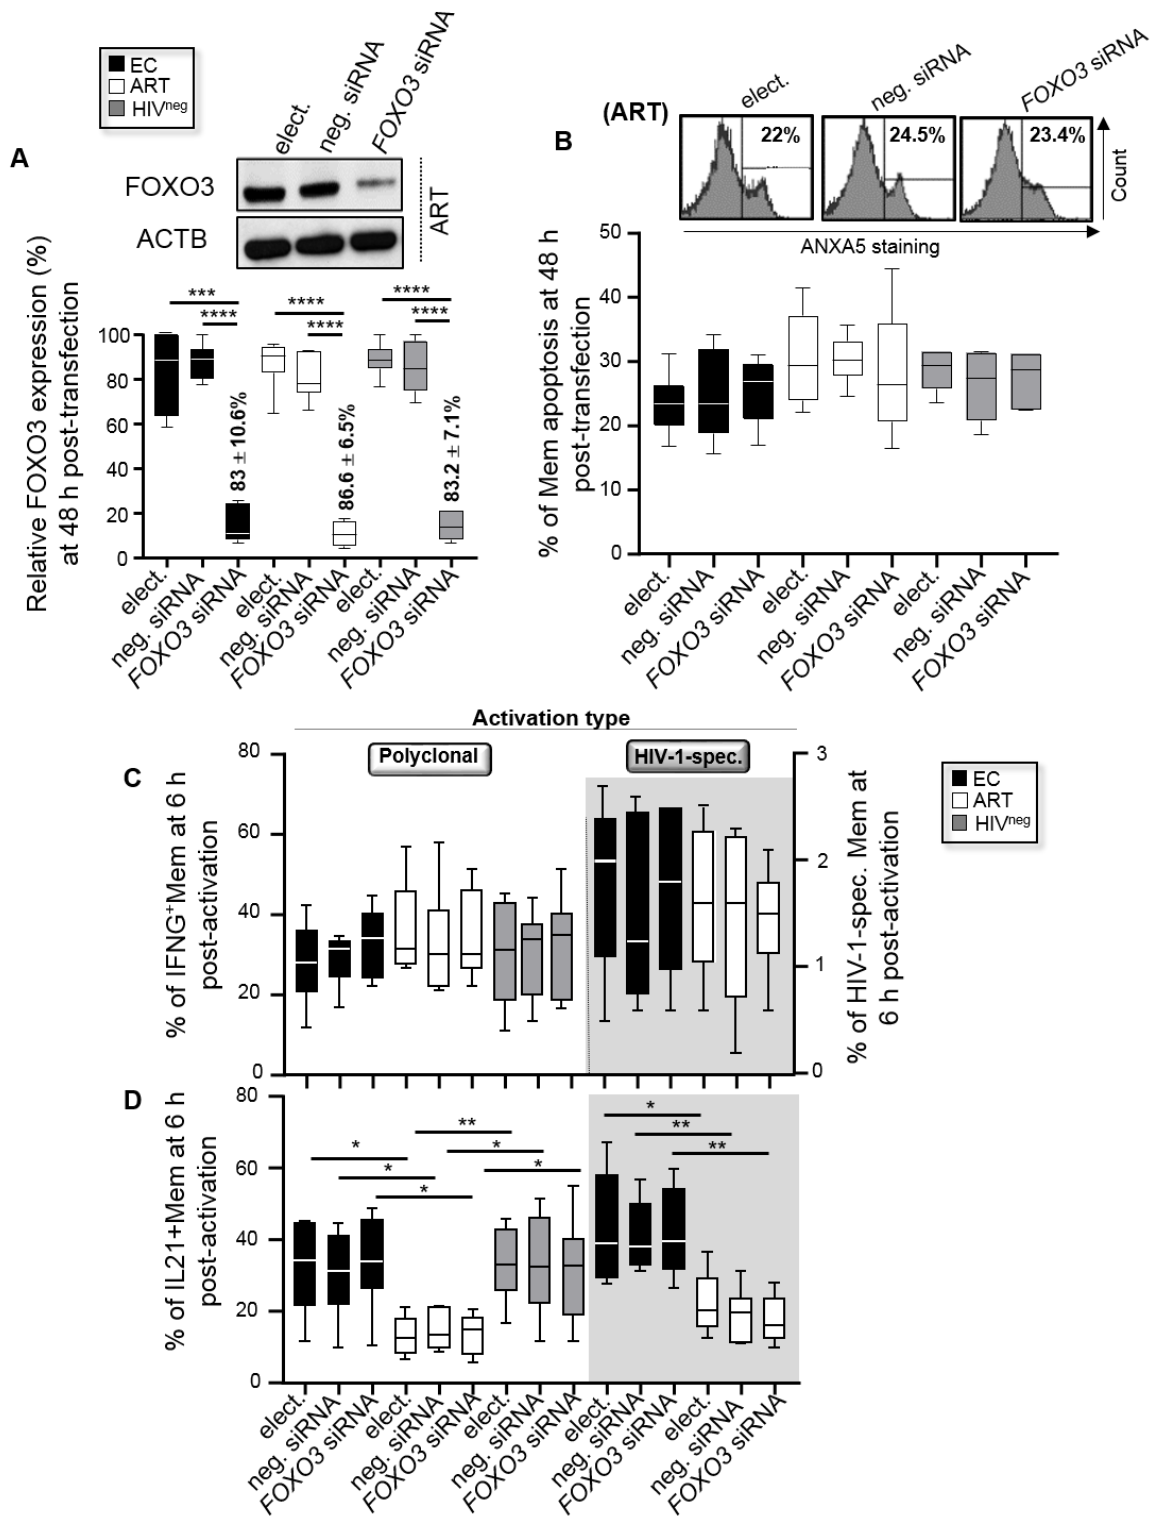 EC
ART
HIVneg
A
elect.
neg. siRNA
FOXO3 siRNA
FOXO3
ACTB
ART
Relative FOXO3 expression (%)
at 48 h post-transfection
***
****
****
****
****
****
100
80
60
40
20
0
83 ± 10.6%
86.6 ± 6.5%
83.2 ± 7.1%
elect.
neg. siRNA
FOXO3 siRNA
elect.
neg. siRNA
FOXO3 siRNA
elect.
neg. siRNA
FOXO3 siRNA
B
(ART)
elect.
neg. siRNA
FOXO3 siRNA
22%
24.5%
23.4%
Count
ANXA5 staining
% of Mem apoptosis at 48 h
post-transfection
50
40
30
20
10
0
elect.
neg. siRNA
FOXO3 siRNA
elect.
neg. siRNA
FOXO3 siRNA
elect.
neg. siRNA
FOXO3 siRNA
Activation type
Polyclonal
HIV-1-spec.
C
% of IFNG+Mem at 6 h
post-activation
80
60
40
20
0
3
2
1
0
% of HIV-1-spec. Mem at
6 h post-activation
EC
ART
HIVneg
D
% of IL21+Mem at 6 h
post-activation
80
60
40
20
0
*
*
*
**
*
*
*
**
**
elect.
neg. siRNA
FOXO3 siRNA
elect.
neg. siRNA
FOXO3 siRNA
elect.
neg. siRNA
FOXO3 siRNA
elect.
neg. siRNA
FOXO3 siRNA
elect.
neg. siRNA
FOXO3 siRNA